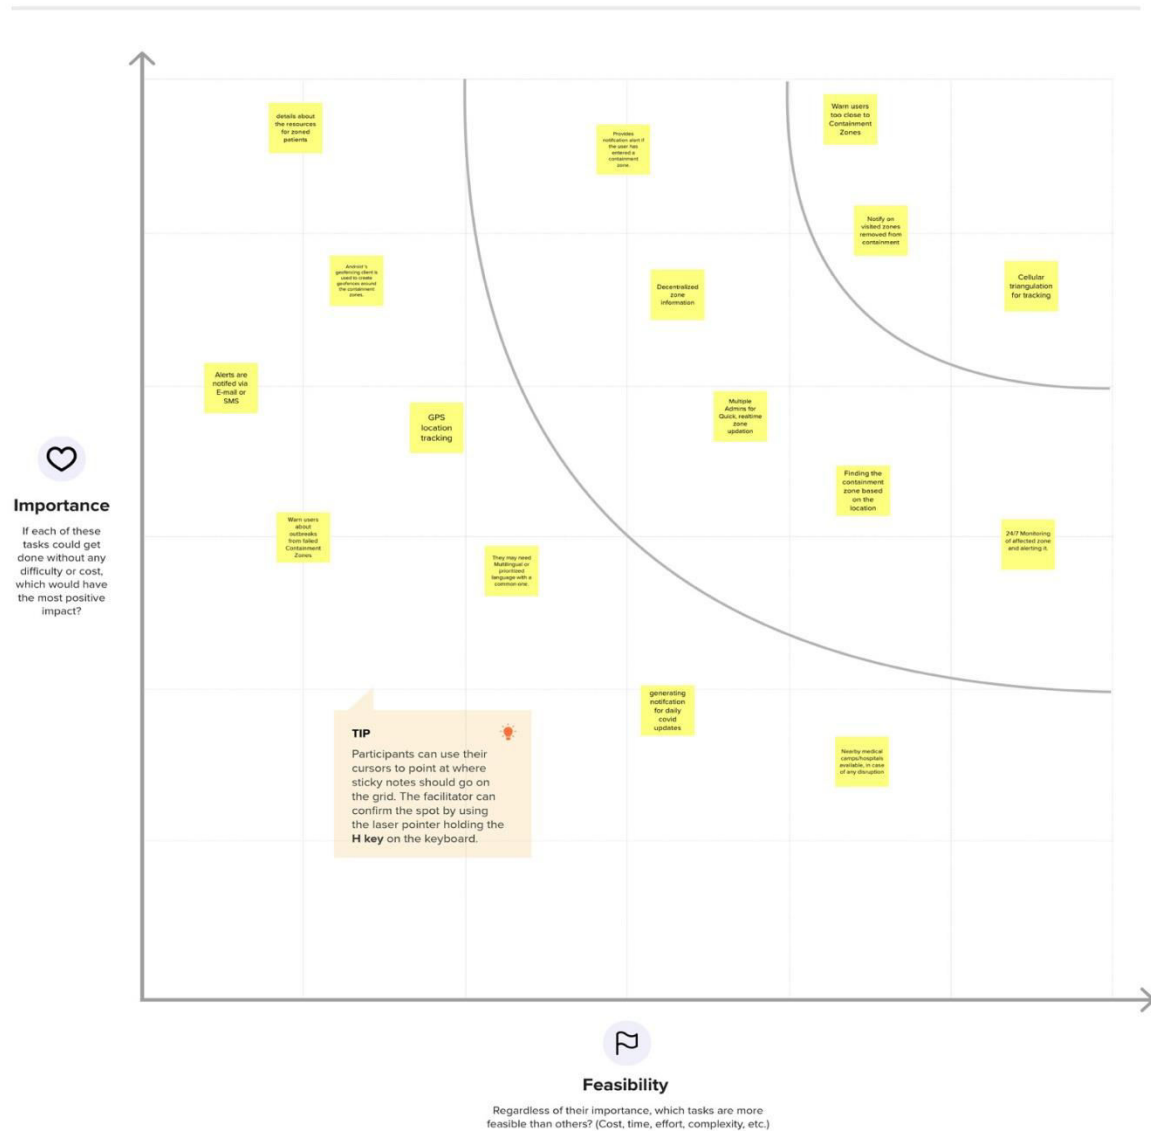 details about
the resources
for zoned
patients
Provides
notification alert if
the user has
entered a
containment
zone.
Warn users
too close to
Containment
Zones
Notify on
visited zones
removed from
containment
Android's
geofencing client is
used to create
geofences around
the containment
zones.
Decentralized
zone
information
Cellular
triangulation
for tracking
Alerts are
notifed via
E-mail or
SMS
GPS
location
tracking
Multiple
Admins for
Quick, realtime
zone
updation
Finding the
containment
zone based
on the
location
Warn users
about
outbreaks
from failed
Containment
Zones
They may need
Multilingual or
prioritized
language with a
common one.
24/7 Monitoring
of affected zone
and alerting it.
Importance
If each of these
tasks could get
done without any
difficulty or cost,
which would have
the most positive
impact?
generating
notifcation
for daily
covid
updates
Nearby medical
camps/hospitals
available, in case
of any disruption
TIP
Participants can use their
cursors to point at where
sticky notes should go on
the grid. The facilitator can
confirm the spot by using
the laser pointer holding the
H key on the keyboard.
Feasibility
Regardless of their importance, which tasks are more
feasible than others? (Cost, time, effort, complexity, etc.)